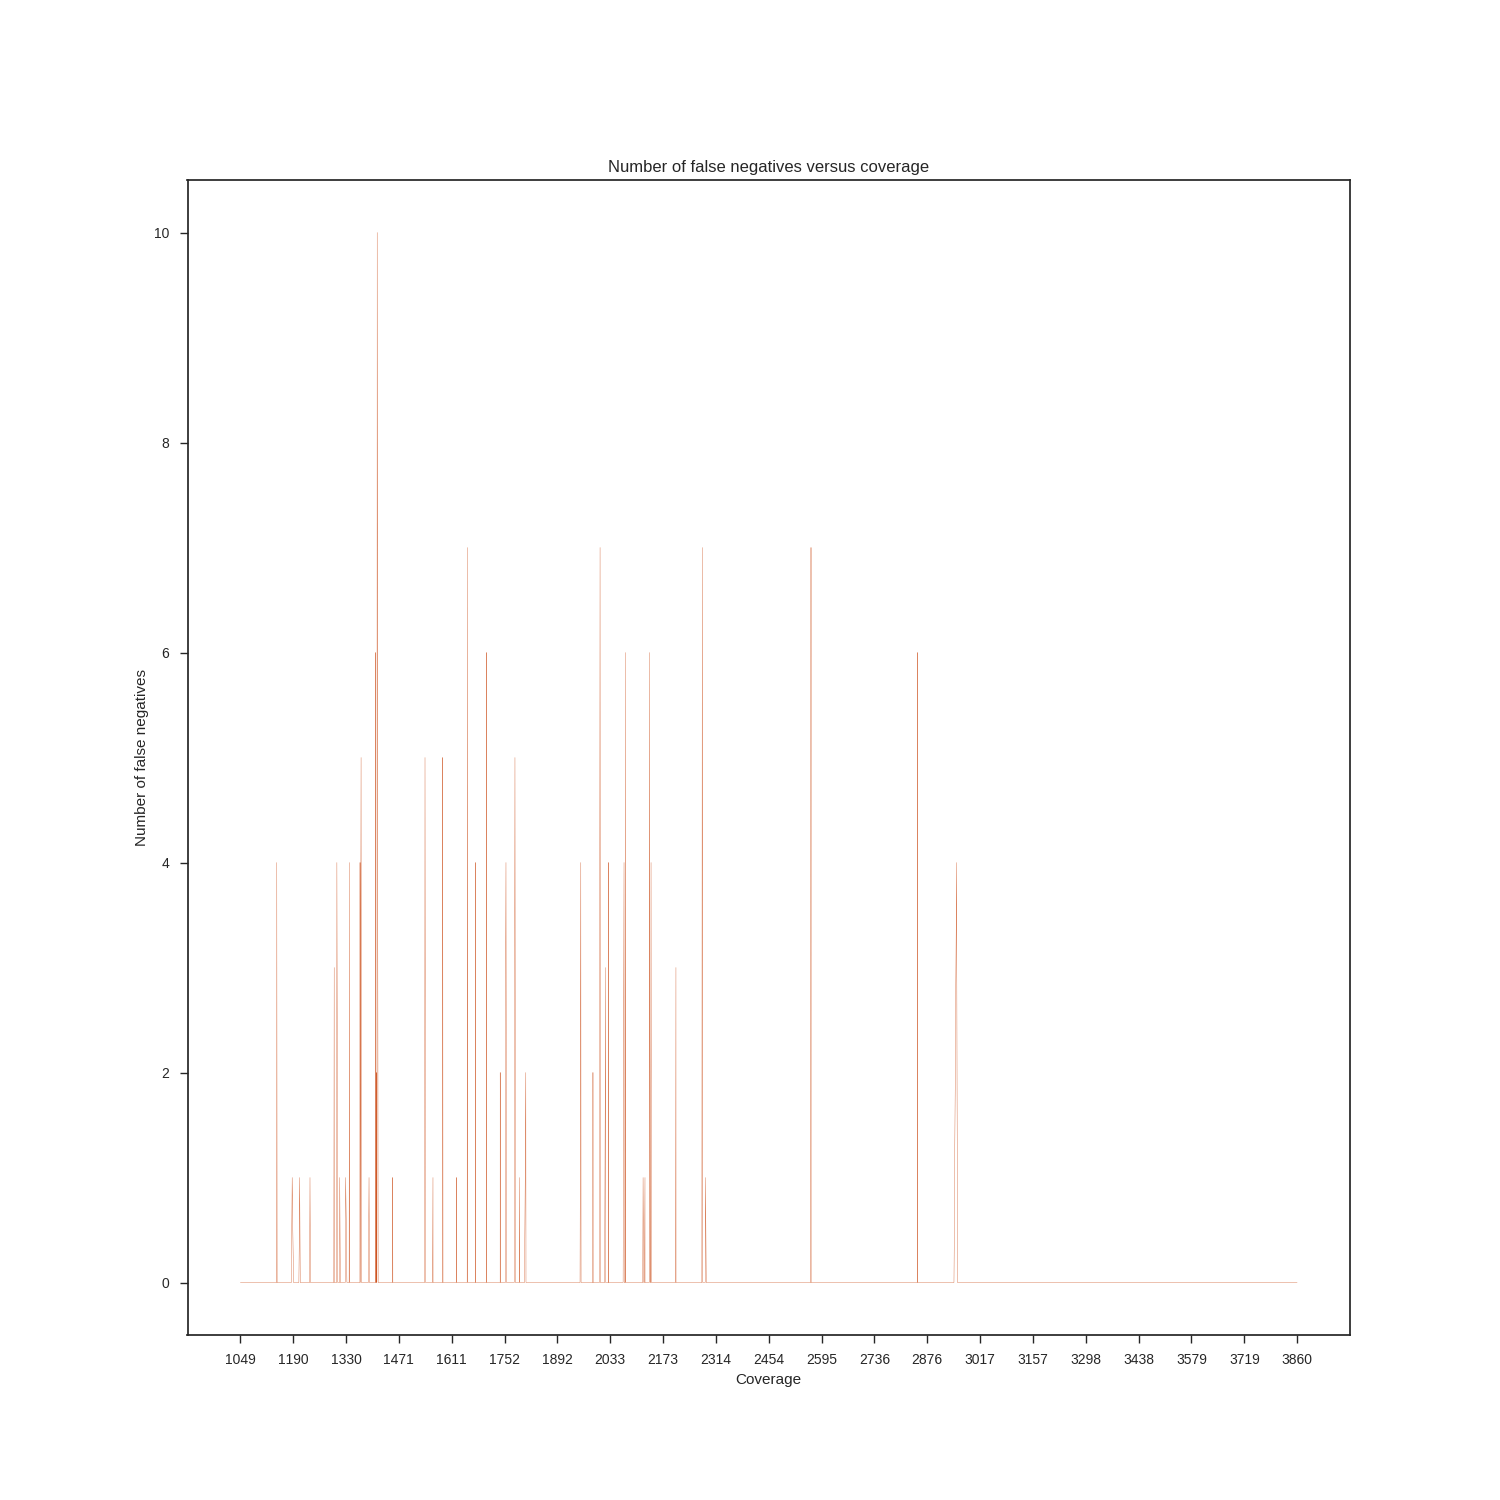 Number of false negatives versus coverage
10
8
6
4
2
0
Number of false negatives
1049 1190 1330 1471 1611 1752 1892 2033 2173 2314 2454 2595 2736 2876 3017 3157 3298 3438 3579 3719 3860
Coverage